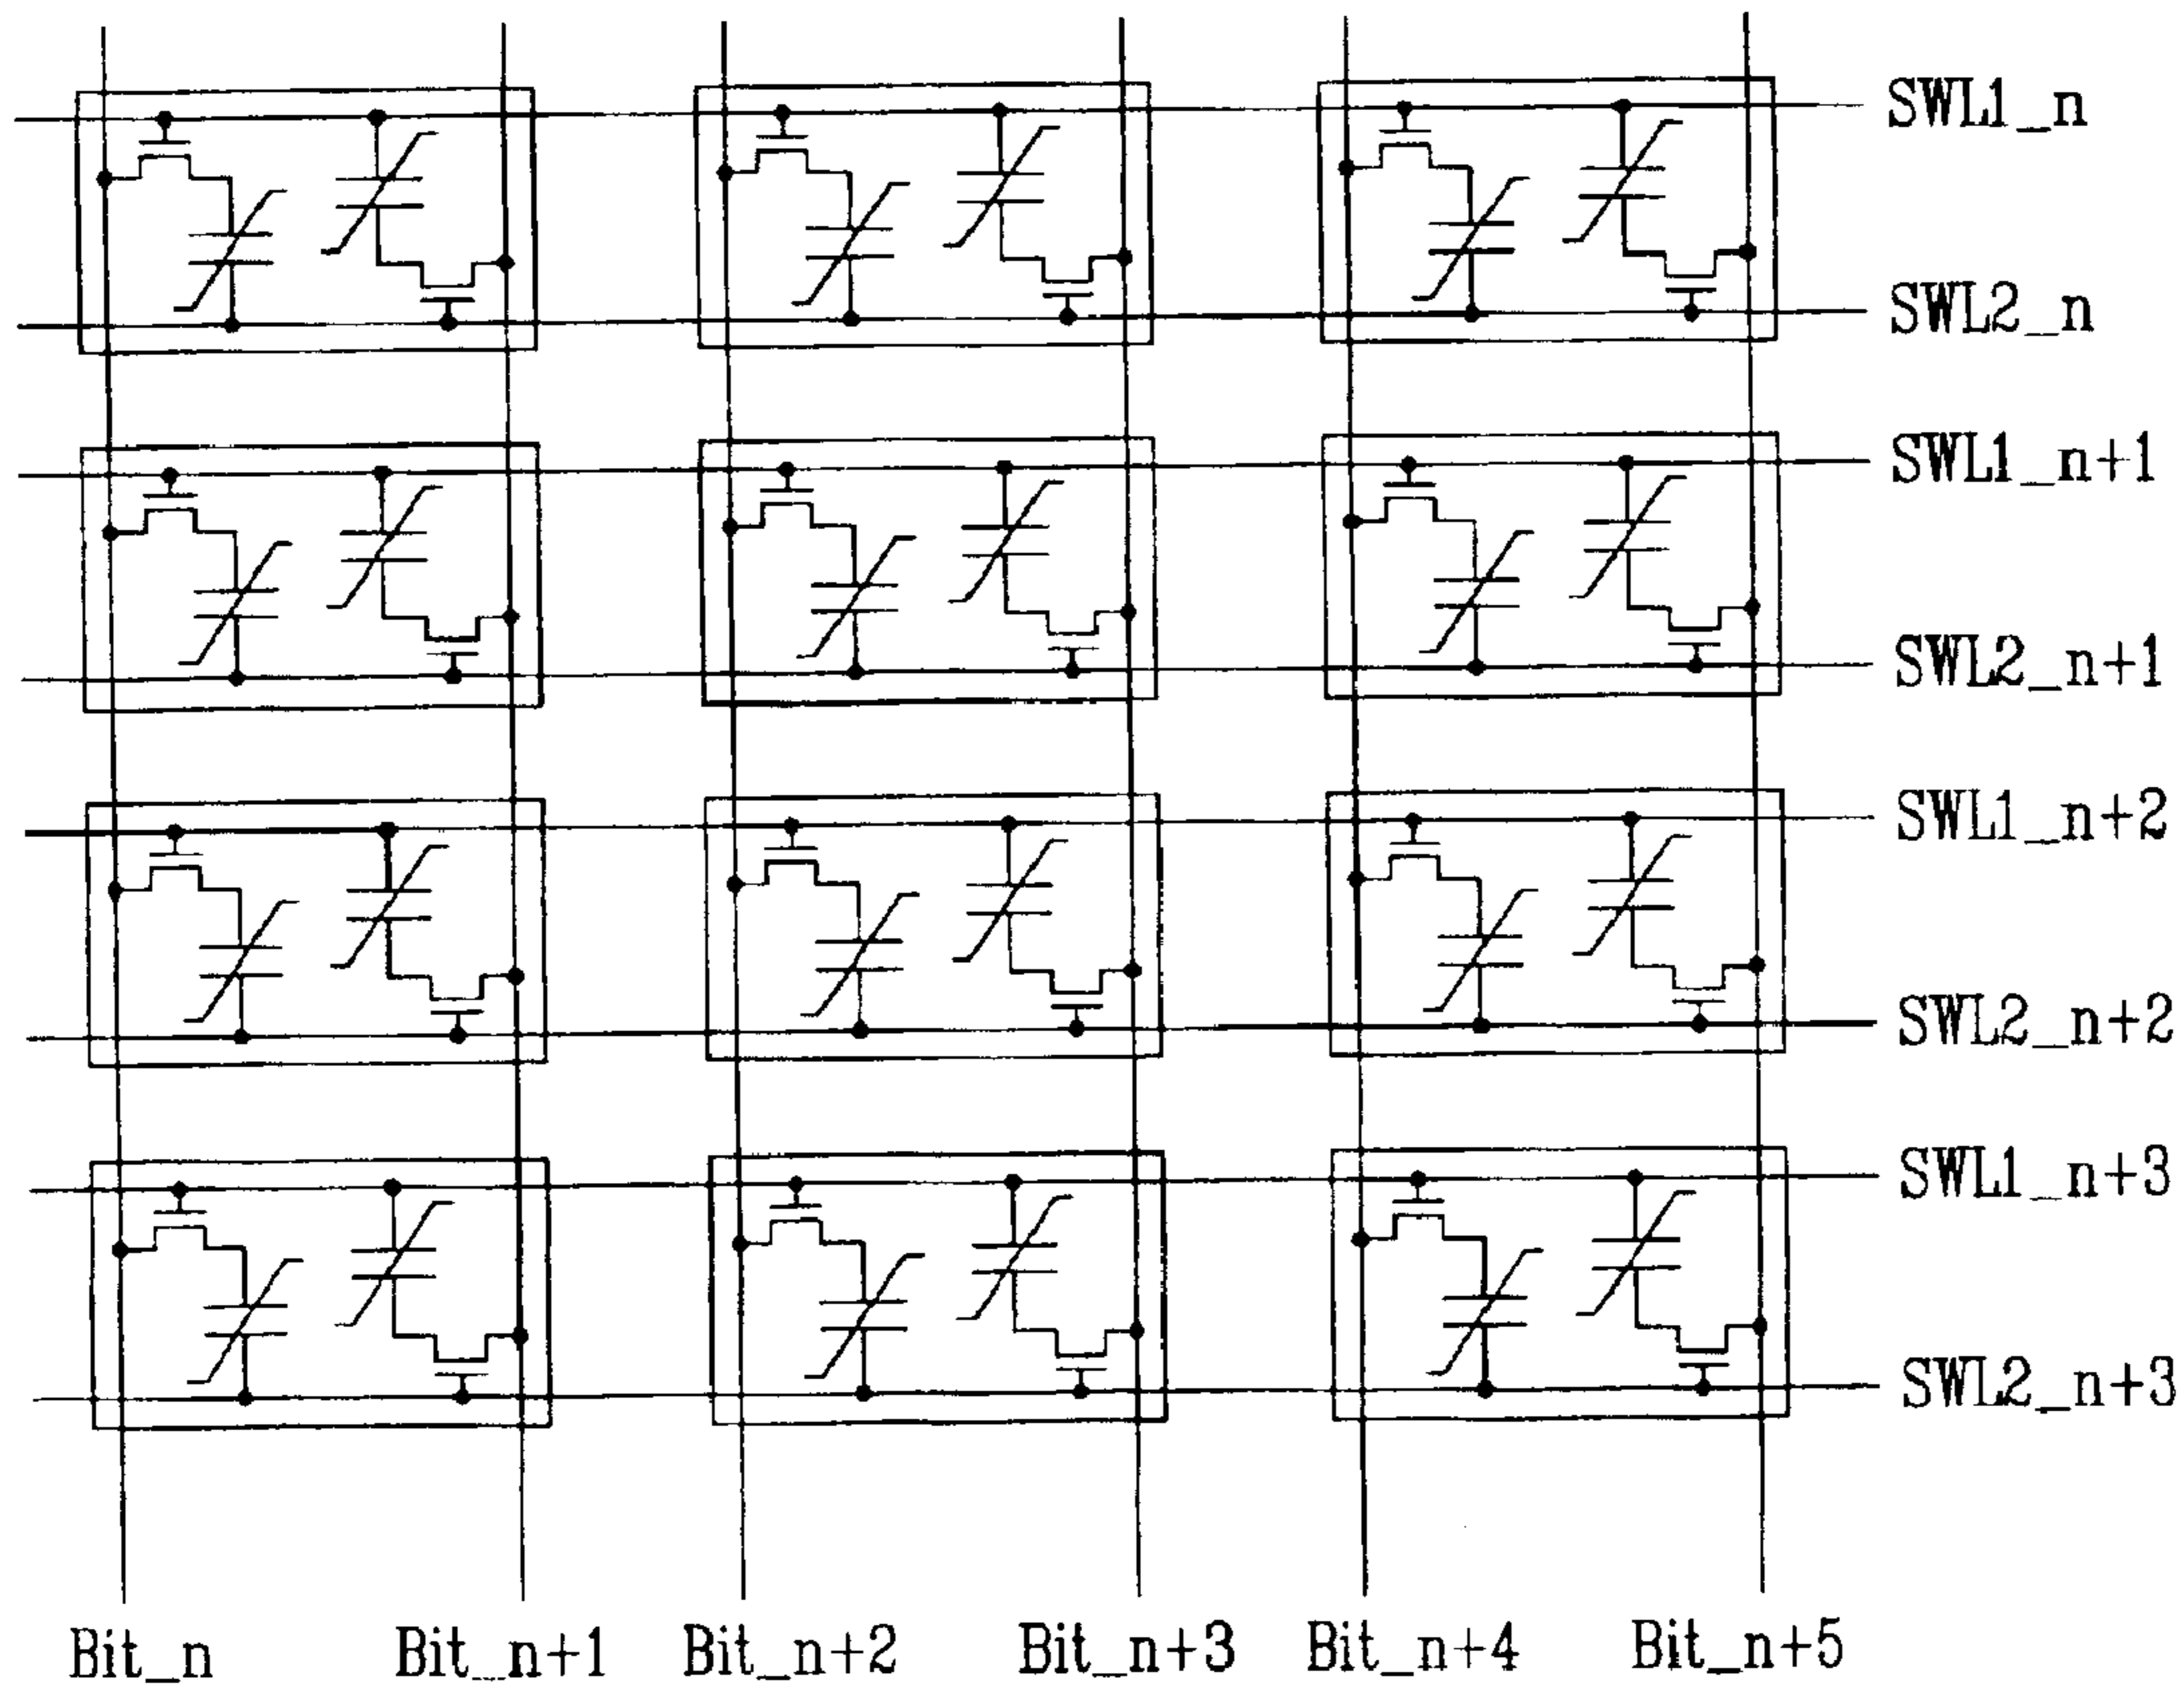 SWL1_n
SWL2_n
SWL1_n+1
SWL2_n+1
SWL1_n+2
SWL2_n+2
SWL1_n+3
SWL2_n+3
Bit_n Bit_n+1 Bit_n+2 Bit_n+3 Bit_n+4 Bit_n+5